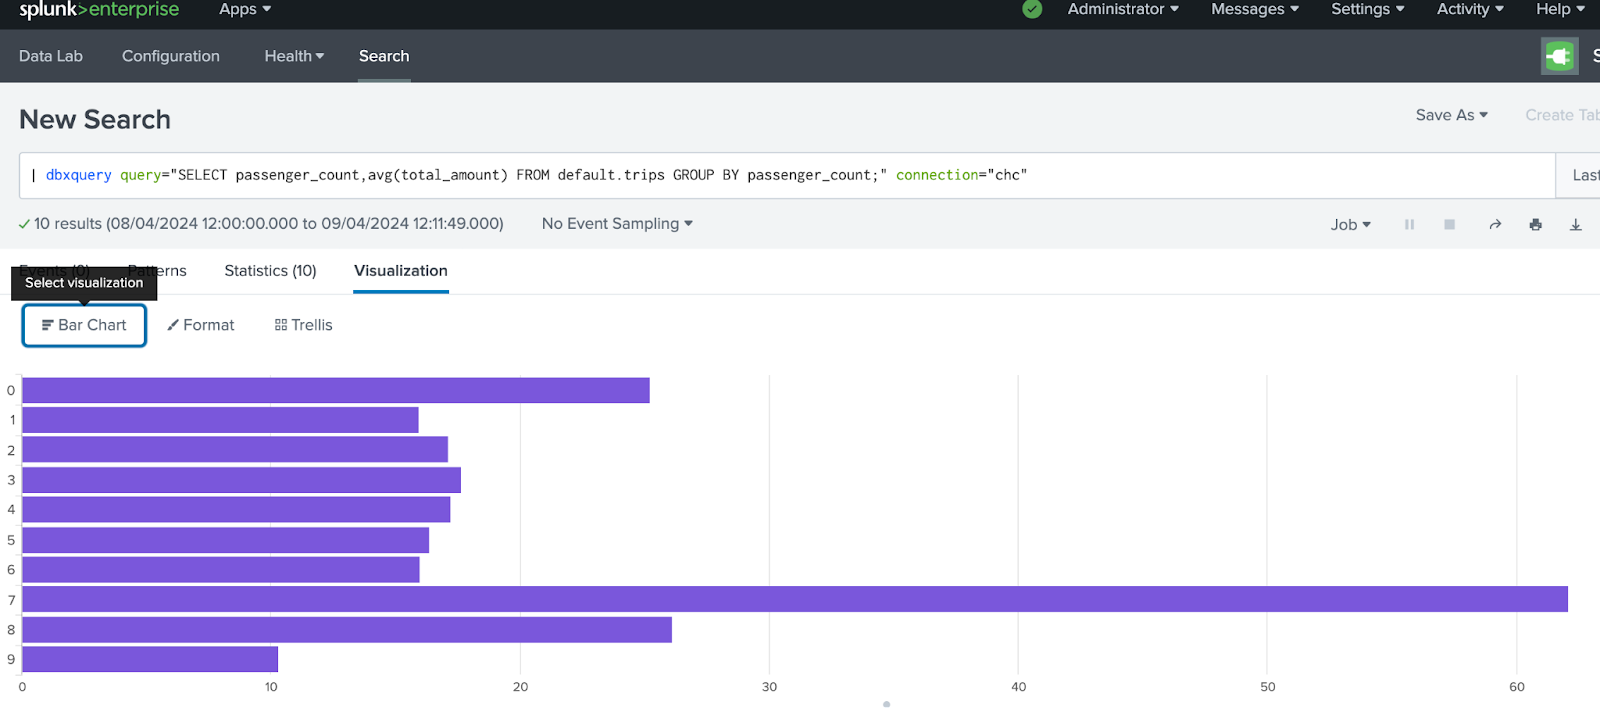 splunk>enterprise Apps Administrator Messages Settings Activity Help
Data Lab Configuration Health Search
New Search
Save As Create Tab
| dbxquery query="SELECT passenger_count,avg(total_amount) FROM default.trips GROUP BY passenger_count;" connection="chc"
Last
10 results (08/04/2024 12:00:00.000 to 09/04/2024 12:11:49.000) No Event Sampling Job
Events (0) Patterns Statistics (10) Visualization
Select visualization
Bar Chart Format Trellis
0
1
2
3
4
5
6
7
8
9
0 10 20 30 40 50 60